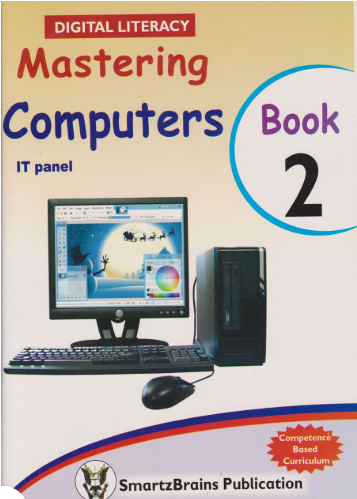 DIGITAL LITERACY
Mastering
Computers
Book
2
IT panel
Competence
Based
Curriculum
SmartzBrains Publication